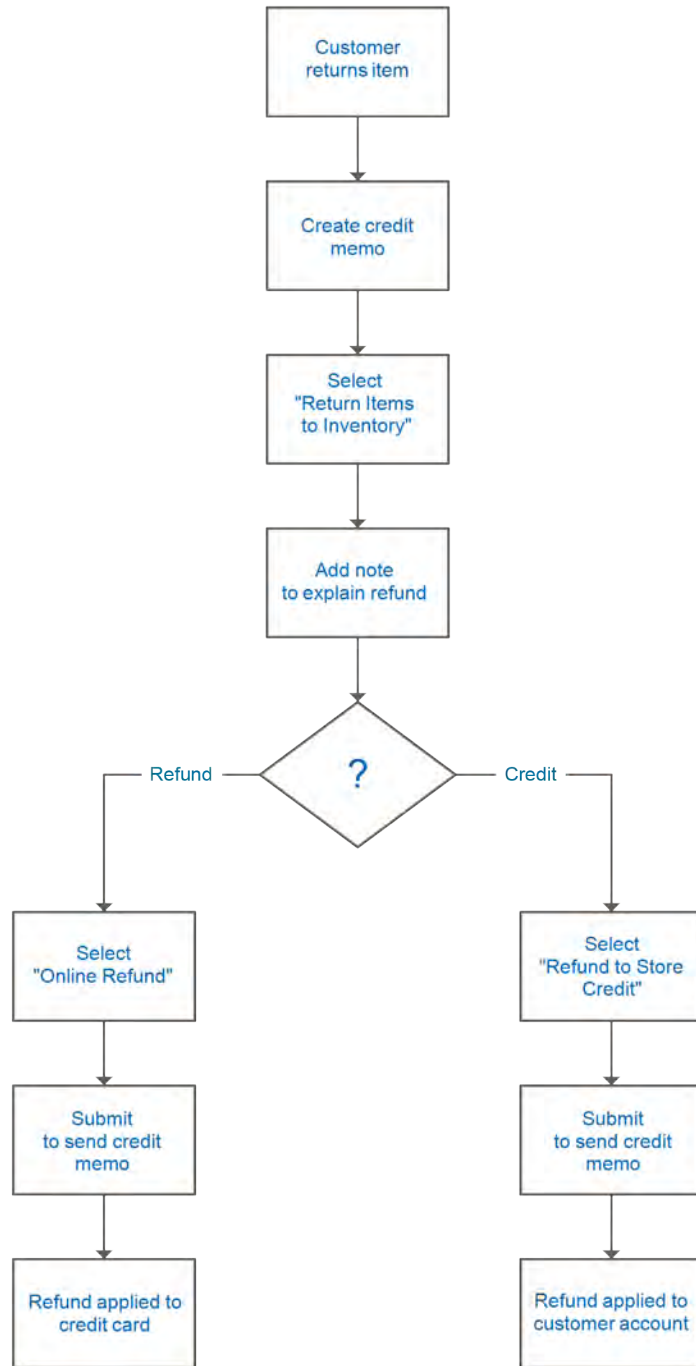 Customer
returns item
Create credit
memo
Select
"Return Items
to Inventory"
Add note
to explain refund
?
Refund
Credit
Select
"Online Refund"
Select
"Refund to Store
Credit"
Submit
to send credit
memo
Submit
to send credit
memo
Refund applied to
credit card
Refund applied to
customer account